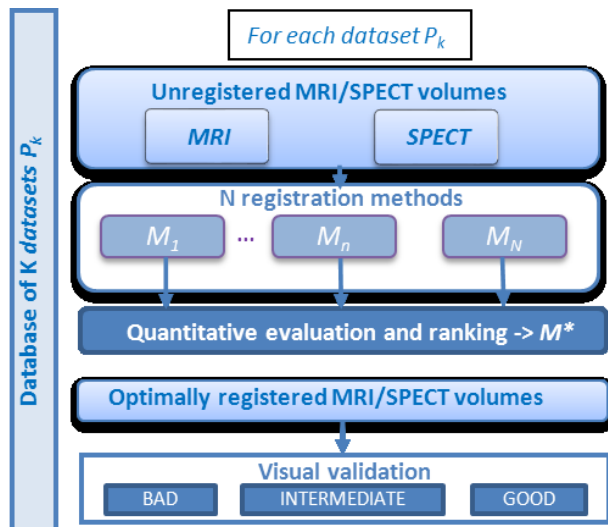 Database of K datasets P_k
For each dataset P_k
Unregistered MRI/SPECT volumes
MRI SPECT
N registration methods
M_1 ... M_n M_N
Quantitative evaluation and ranking -> M*
Optimally registered MRI/SPECT volumes
Visual validation
BAD INTERMEDIATE GOOD